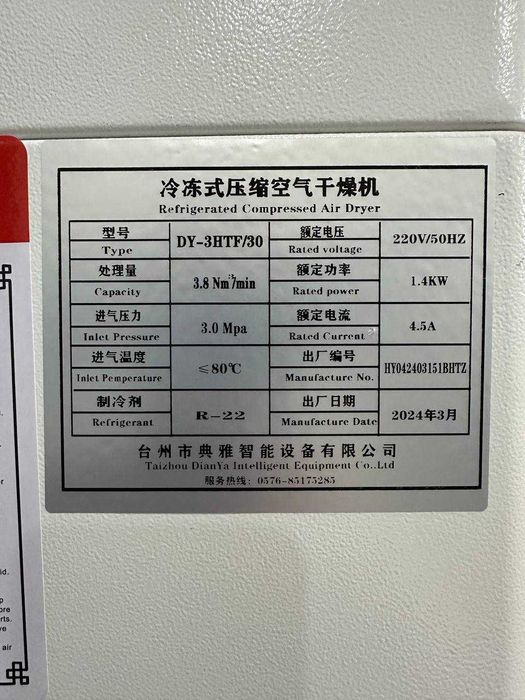 冷冻式压缩空气干燥机
Refrigerated Compressed Air Dryer
型号
Type
DY-3HTF/30
额定电压
Rated voltage
220V/50HZ
处理量
Capacity
3.8 Nm³/min
额定功率
Rated power
1.4KW
进气压力
Inlet Pressure
3.0 Mpa
额定电流
Rated Current
4.5A
进气温度
Inlet Pemperature
≤80℃
出厂编号
Manufacture No.
HY042403151BHTZ
制冷剂
Refrigerant
R-22
出厂日期
Manufacture Date
2024年3月
台州市典雅智能设备有限公司
Taizhou DianYa Intelligent Equipment Co.,Ltd
服务热线：0576-85175285
id.
p
ore
rts.
ve
air